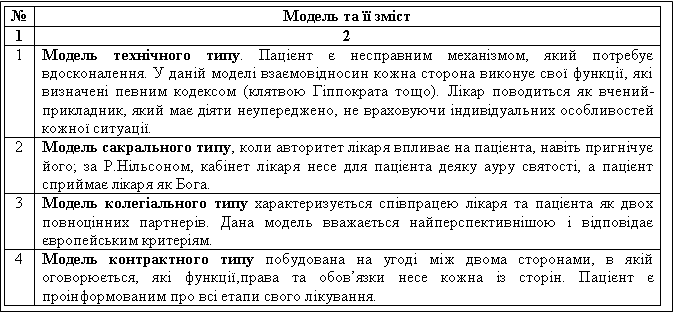 № Модель та її зміст
1 2
1 Модель технічного типу. Пацієнт є несправним механізмом, який потребує
вдосконалення. У даній моделі взаємовідносин кожна сторона виконує свої функції, які
визначені певним кодексом (клятвою Гіппократа тощо). Лікар поводиться як вчений-
прикладник, який має діяти неупереджено, не враховуючи індивідуальних особливостей
кожної ситуації.
2 Модель сакрального типу, коли авторитет лікаря впливає на пацієнта, навіть пригнічує
його; за Р.Нільсоном, кабінет лікаря несе для пацієнта деяку ауру святості, а пацієнт
сприймає лікаря як Бога.
3 Модель колегіального типу характеризується співпрацею лікаря та пацієнта як двох
повноцінних партнерів. Дана модель вважається найперспективнішою і відповідає
європейським критеріям.
4 Модель контрактного типу побудована на угоді між двома сторонами, в якій
оговорюється, які функції,права та обов’язки несе кожна із сторін. Пацієнт є
проінформованим про всі етапи свого лікування.